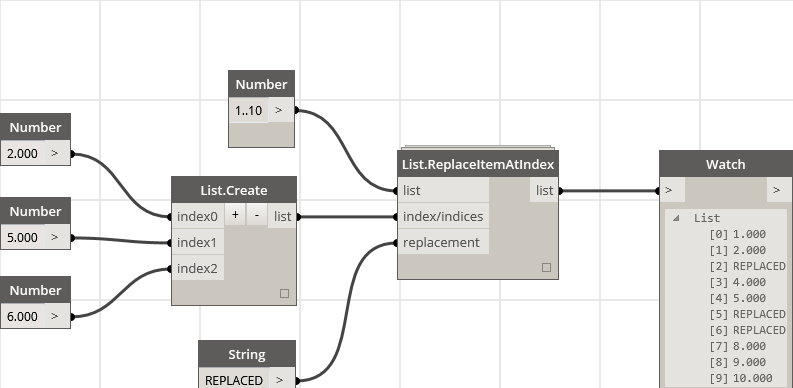 Number
1..10 >
Number
2.000 >
Number
5.000 >
Number
6.000 >
List.Create
index0 + - list
index1
index2
String
REPLACED >
List.ReplaceItemAtIndex
list list
index/indices
replacement
Watch
> >
List
[0] 1.000
[1] 2.000
[2] REPLACED
[3] 4.000
[4] 5.000
[5] REPLACED
[6] REPLACED
[7] 8.000
[8] 9.000
[9] 10.000